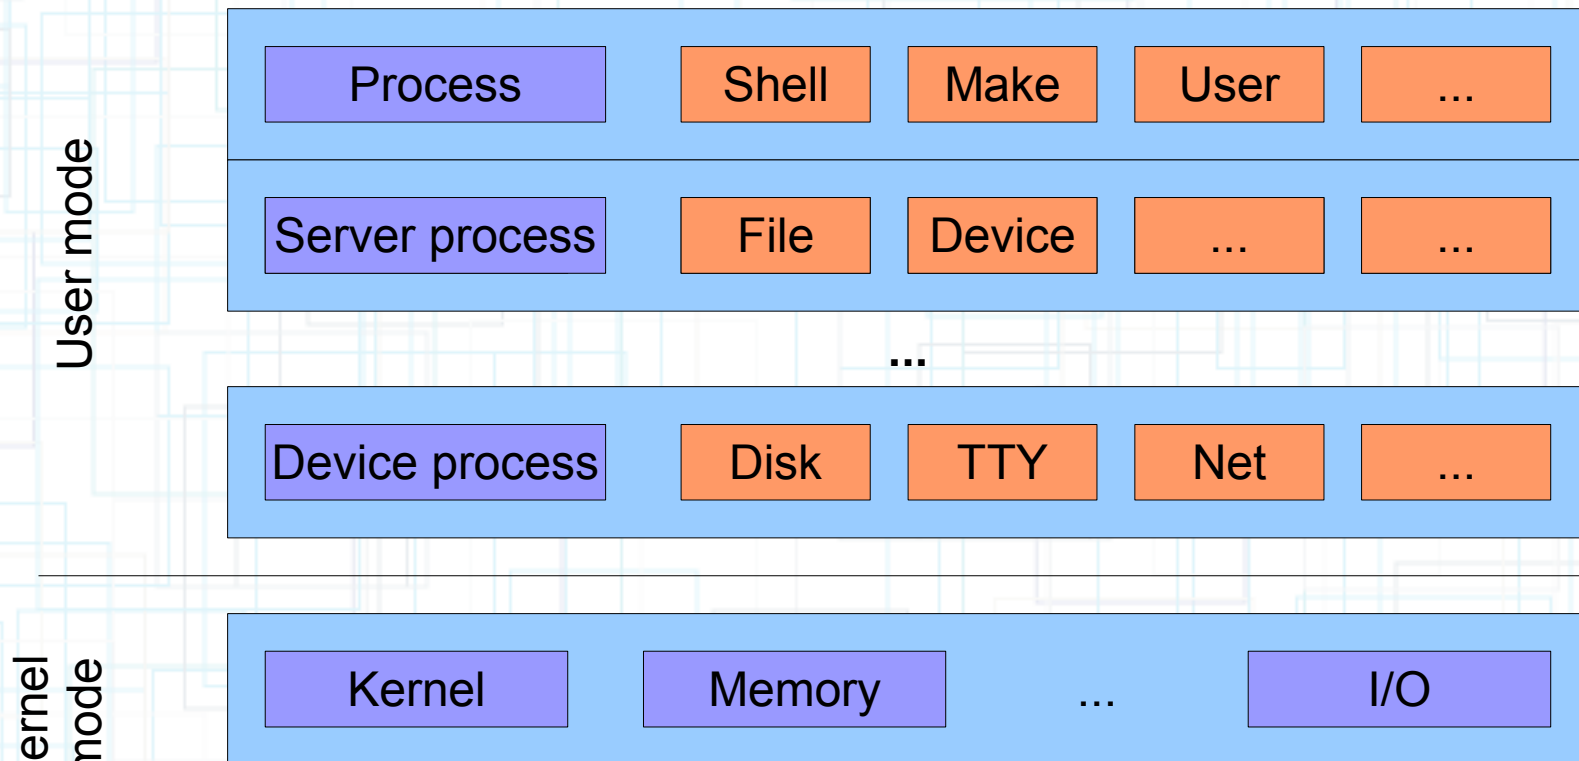 User mode
Process Shell Make User ...
Server process File Device ... ...
...
Device process Disk TTY Net ...
ernel
mode
Kernel Memory ... I/O